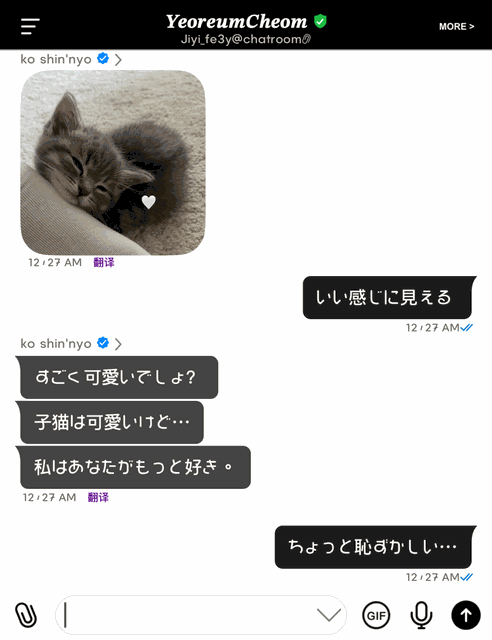 YeoreumCheom
Jiyi_fe3y@chatroom
MORE >
ko shin'nyo
12:27 AM 翻译
いい感じに見える
12:27 AM
ko shin'nyo
すごく可愛いでしょ?
子猫は可愛いけど…
私はあなたがもっと好き。
12:27 AM 翻译
ちょっと恥ずかしい…
12:27 AM
GIF